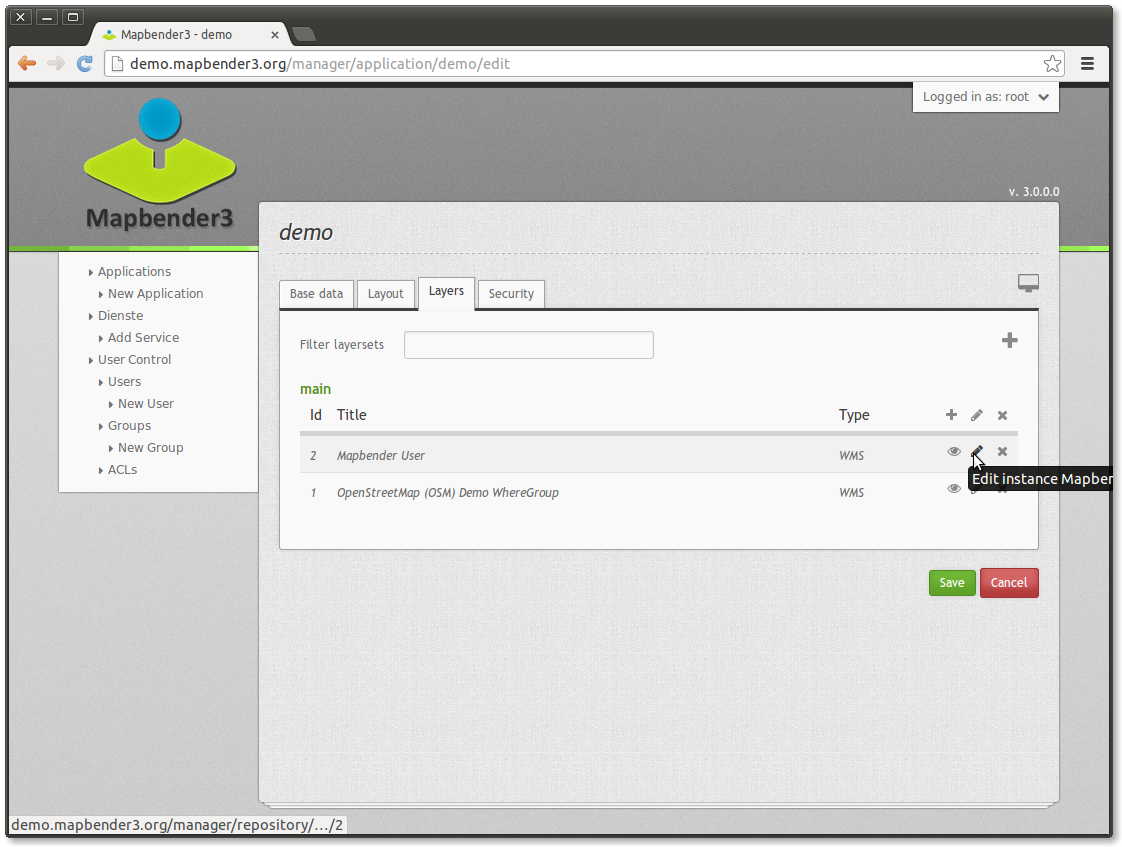 Mapbender3 - demo
demo.mapbender3.org/manager/application/demo/edit
Logged in as: root
Mapbender3
v. 3.0.0.0
Applications
New Application
Dienste
Add Service
User Control
Users
New User
Groups
New Group
ACLs
demo
Base data Layout Layers Security
Filter layersets
main
Id Title Type
2 Mapbender User WMS
Edit instance Mapben
1 OpenStreetMap (OSM) Demo WhereGroup WMS
Save Cancel
demo.mapbender3.org/manager/repository/.../2